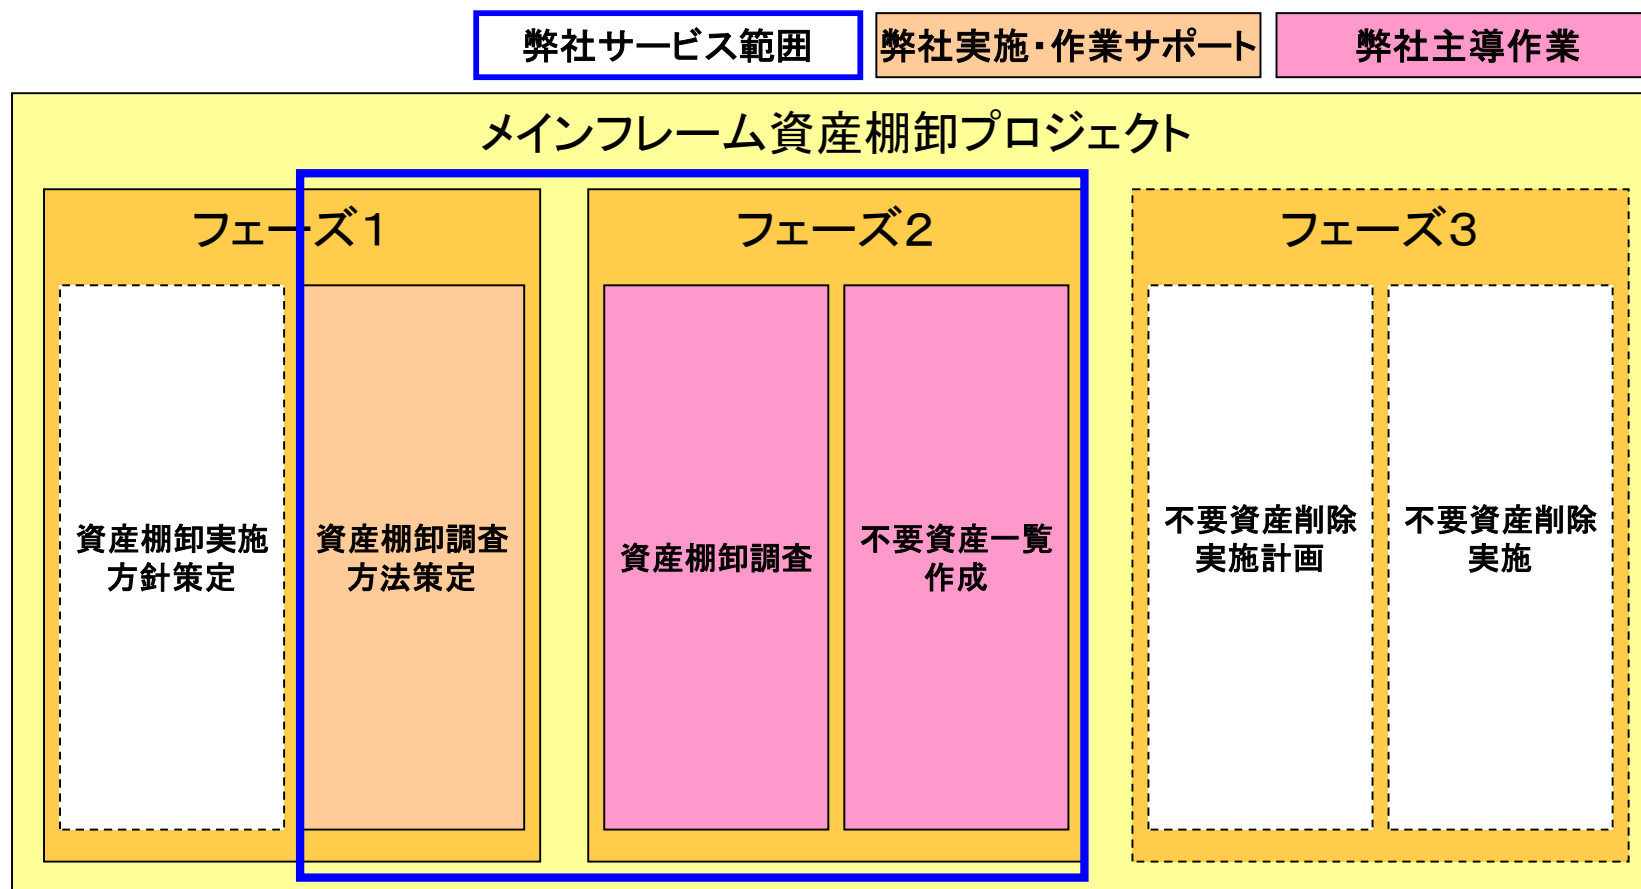 弊社サービス範囲
弊社実施・作業サポート
弊社主導作業
メインフレーム資産棚卸プロジェクト
フェーズ1
資産棚卸実施
方針策定
資産棚卸調査
方法策定
フェーズ2
資産棚卸調査
不要資産一覧
作成
フェーズ3
不要資産削除
実施計画
不要資産削除
実施